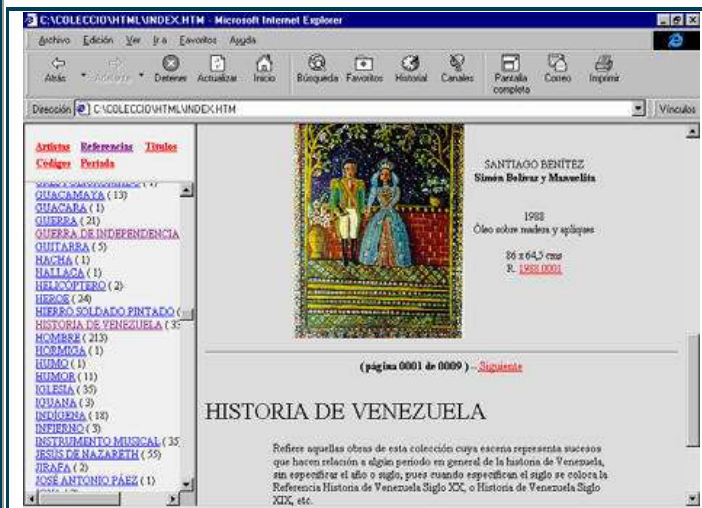 C:\COLECCIO\HTML\INDEX.HTM - Microsoft Internet Explorer
Archivo Edición Ver Ir a Favoritos Ayuda
Atrás Adelante Detener Actualizar Inicio Búsqueda Favoritos Historial Canales Pantalla completa Correo Imprimir
Dirección C:\COLECCIO\HTML\INDEX.HTM Vínculos
Artistas Referencias Títulos
Códigos Portada
GUACAMAYA ( 13)
GUACARA ( 1)
GUERRA ( 21)
GUERRA DE INDEPENDENCIA
GUITARRA ( 5)
HACHA ( 1)
HALLACA ( 1)
HELICÓPTERO ( 2)
HEROE ( 24)
HIERRO SOLDADO PINTADO (
HISTORIA DE VENEZUELA ( 3
HOMBRE ( 213)
HORMIGA ( 1)
HUMO ( 1)
HUMOR ( 11)
IGLESIA ( 35)
IGUANA ( 3)
INDÍGENA ( 18)
INFIERNO ( 3)
INSTRUMENTO MUSICAL ( 35
JESÚS DE NAZARETH ( 55)
JIRAFA ( 2)
JOSÉ ANTONIO PÁEZ ( 1)
SANTIAGO BENÍTEZ
Simón Bolívar y Manuelita
1988
Óleo sobre madera y apliques
86 x 64,5 cms
R. 1988.0001
( página 0001 de 0009 ) -- Siguiente
HISTORIA DE VENEZUELA
Refiere aquellas obras de esta colección cuya escena representa sucesos
que hacen relación a algún periodo en general de la historia de Venezuela,
sin especificar el año o siglo, pues cuando especifican el siglo se coloca la
Referencia Historia de Venezuela Siglo XX, o Historia de Venezuela Siglo
XIX, etc.